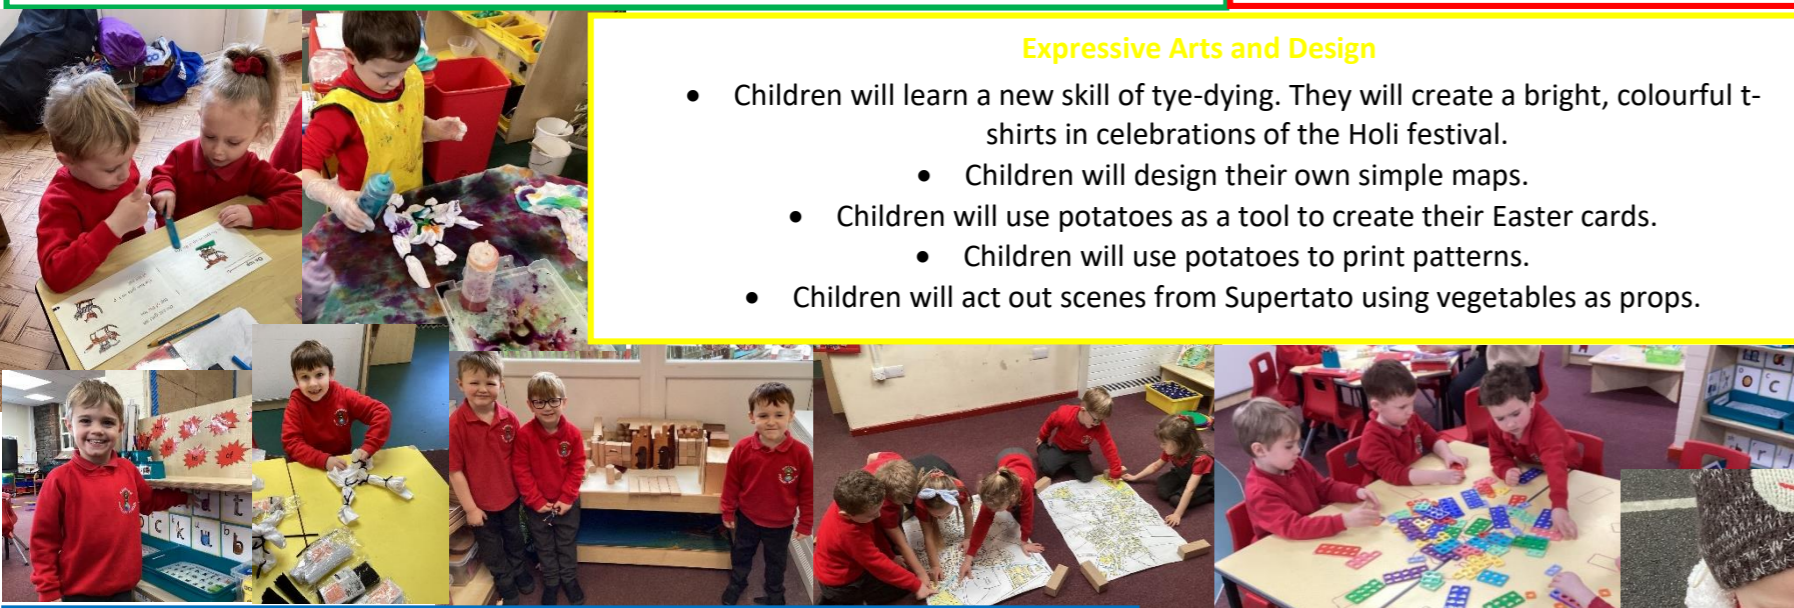 Expressive Arts and Design
• Children will learn a new skill of tye-dying. They will create a bright, colourful t-
shirts in celebrations of the Holi festival.
• Children will design their own simple maps.
• Children will use potatoes as a tool to create their Easter cards.
• Children will use potatoes to print patterns.
• Children will act out scenes from Supertato using vegetables as props.